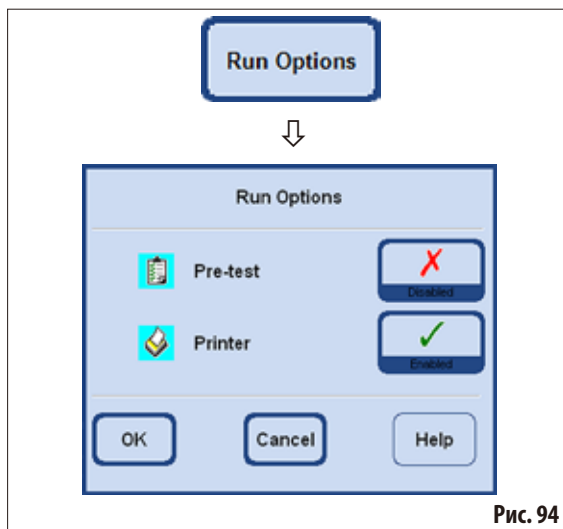 Run Options
Run Options
Pre-test
Disabled
Printer
Enabled
OK Cancel Help
Рис. 94